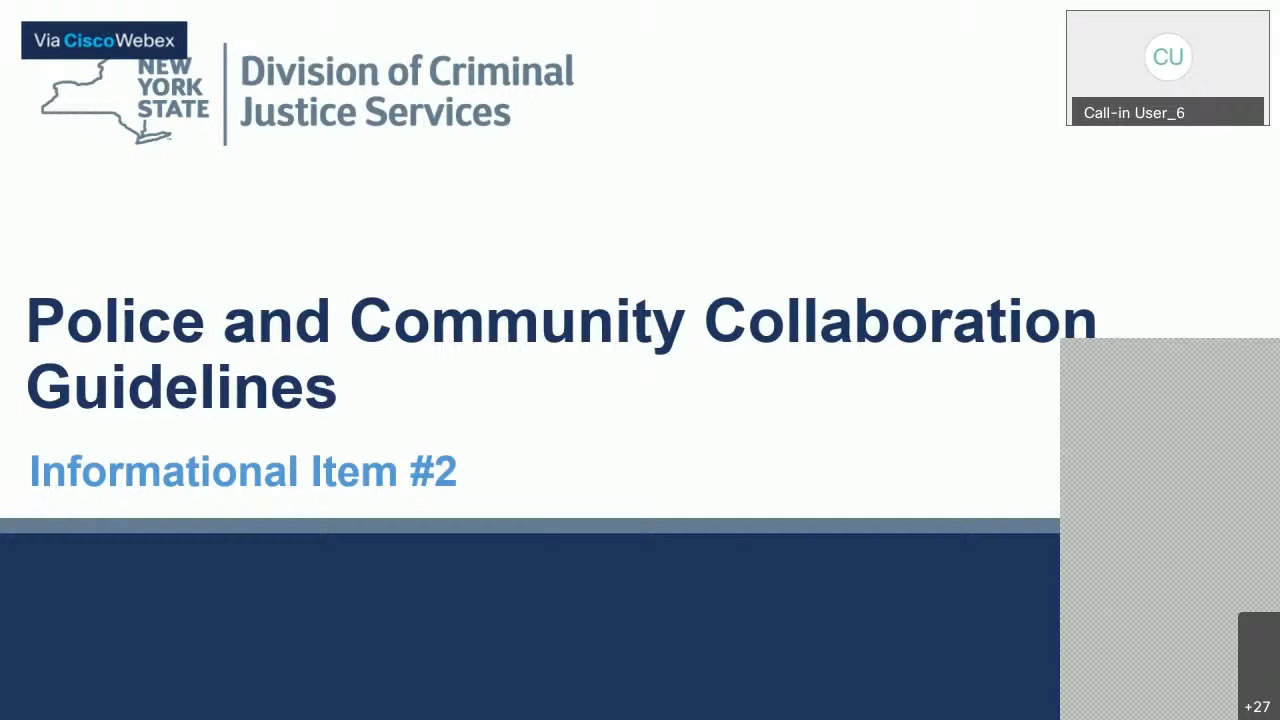 Via CiscoWebex
NEW
YORK
STATE
Division of Criminal
Justice Services
CU
Call-in User_6
Police and Community Collaboration
Guidelines
Informational Item #2
+27